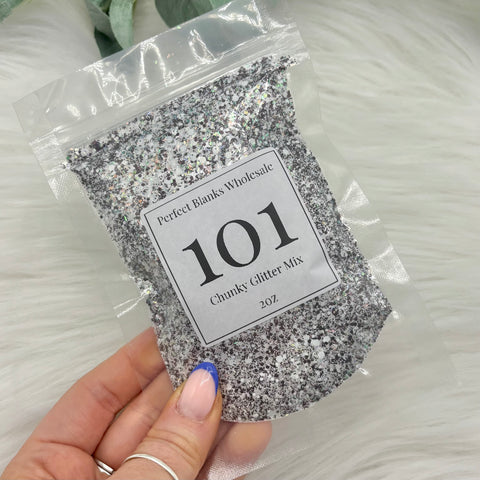 Perfect Blanks Wholesale
101
Chunky Glitter Mix
2oz